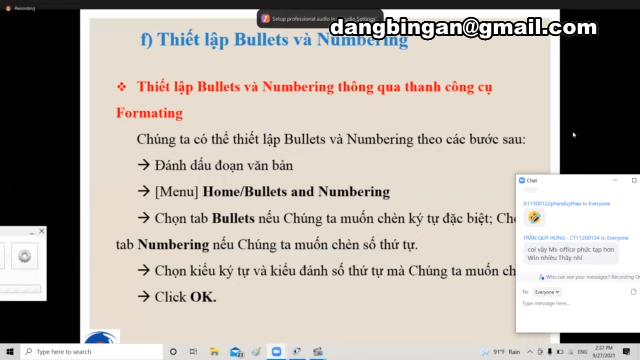 Recording
Setup professional audio in
Studio Settings"
dangbingan@gmail.com
f) Thiết lập Bullets và Numbering
Thiết lập Bullets và Numbering thông qua thanh công cụ
Formating
Chúng ta có thể thiết lập Bullets và Numbering theo các bước sau:
→ Đánh dấu đoạn văn bản
→ [Menu] Home/Bullets and Numbering
→ Chọn tab Bullets nếu Chúng ta muốn chèn ký tự đặc biệt;
tab Numbering nếu Chúng ta muốn chèn số thứ tự.
→ Chọn kiểu ký tự và kiểu đánh số thứ tự mà Chúng ta muốn
→ Click OK.
Chat
A11300122phanduythao to Everyone
TRẦN QUÝ HƯNG - CT11200134 to Everyone
coi vậy Ms-office phức tạp hơn
Win nhiều Thầy nhỉ
Who can see your messages? Recording
To: Everyone
Type message here...
Type here to search
91°F Rain
ENG
2:37 PM
9/27/2021